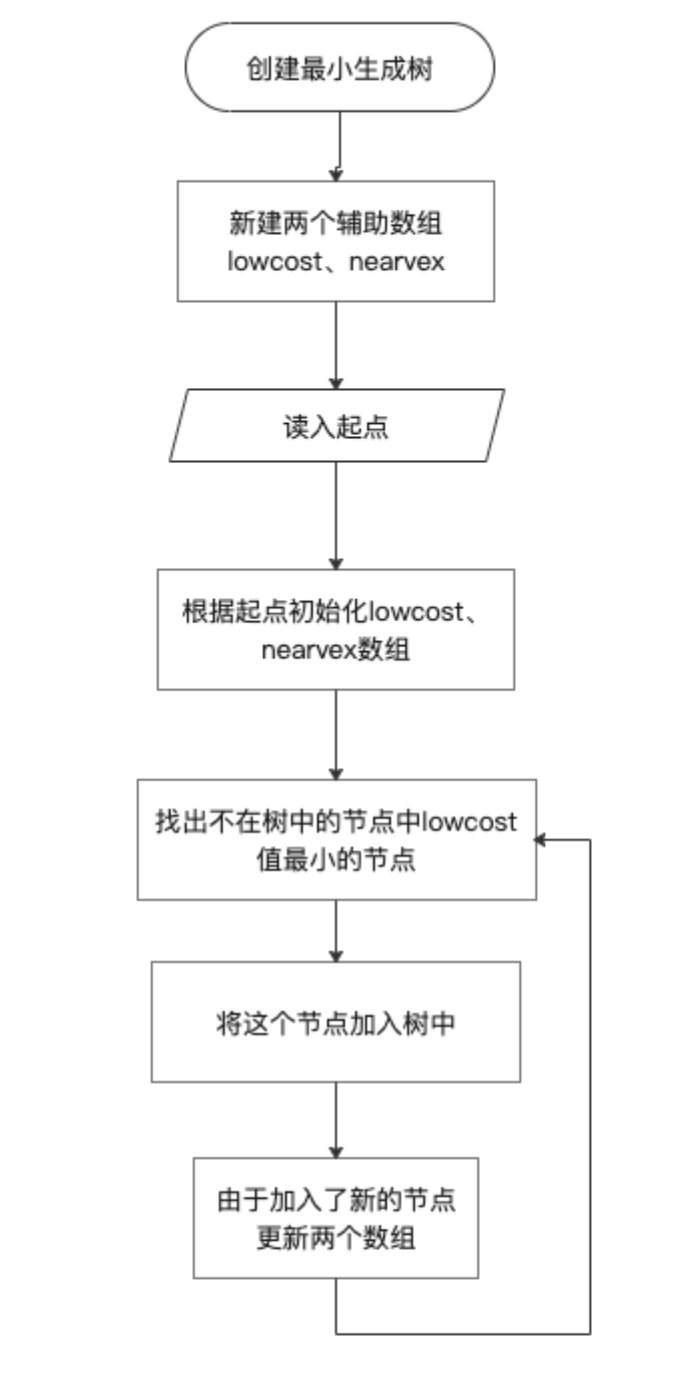 创建最小生成树
新建两个辅助数组
lowcost、nearvex
读入起点
根据起点初始化lowcost、
nearvex数组
找出不在树中的节点中lowcost
值最小的节点
将这个节点加入树中
由于加入了新的节点
更新两个数组